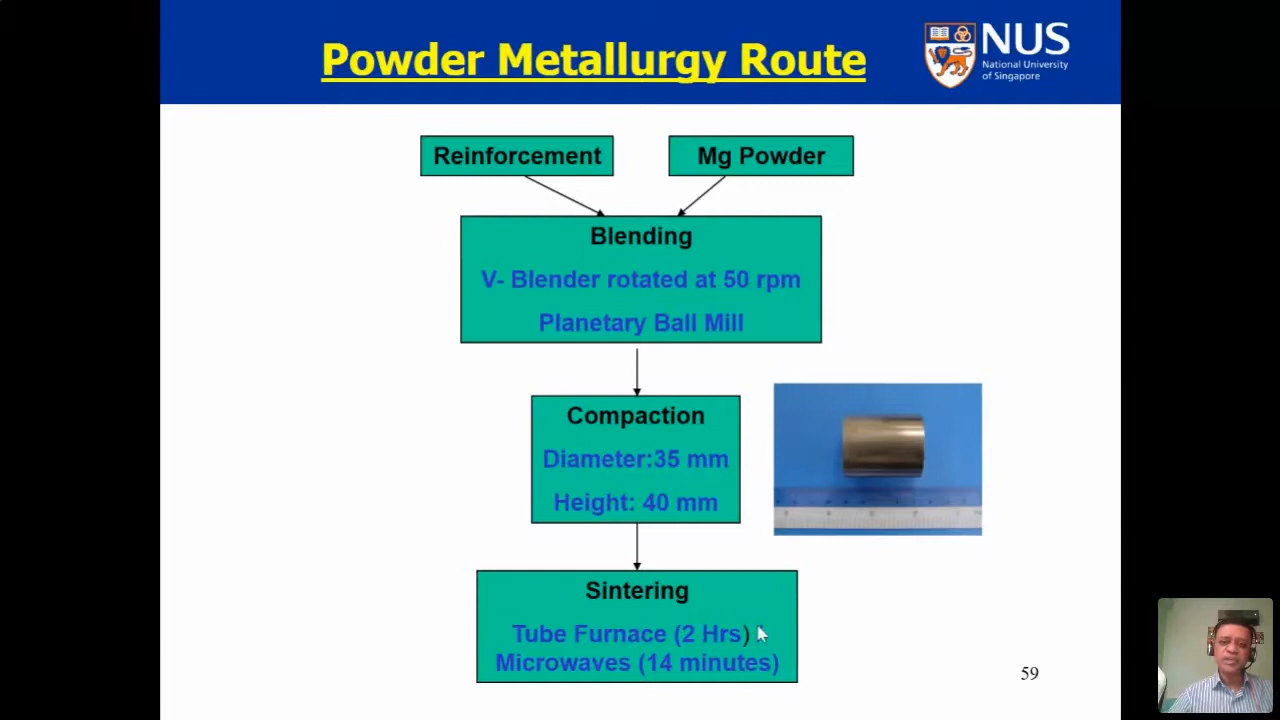 Powder Metallurgy Route
NUS
National University
of Singapore
Reinforcement
Mg Powder
Blending
V- Blender rotated at 50 rpm
Planetary Ball Mill
Compaction
Diameter:35 mm
Height: 40 mm
Sintering
Tube Furnace (2 Hrs)
Microwaves (14 minutes)
59